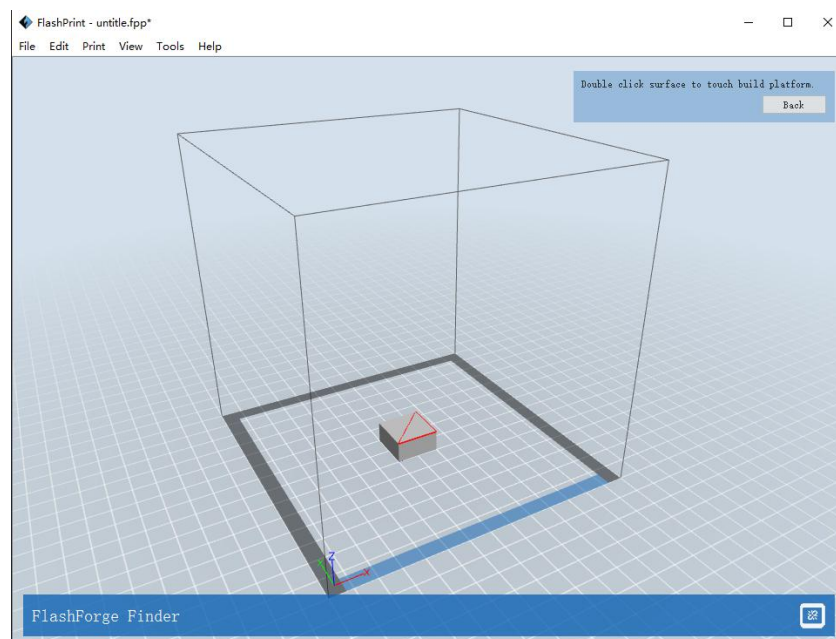 FlashPrint - untitle.fpp*
File Edit Print View Tools Help
Double click surface to touch build platform.
Back
Z
Y
X
FlashForge Finder